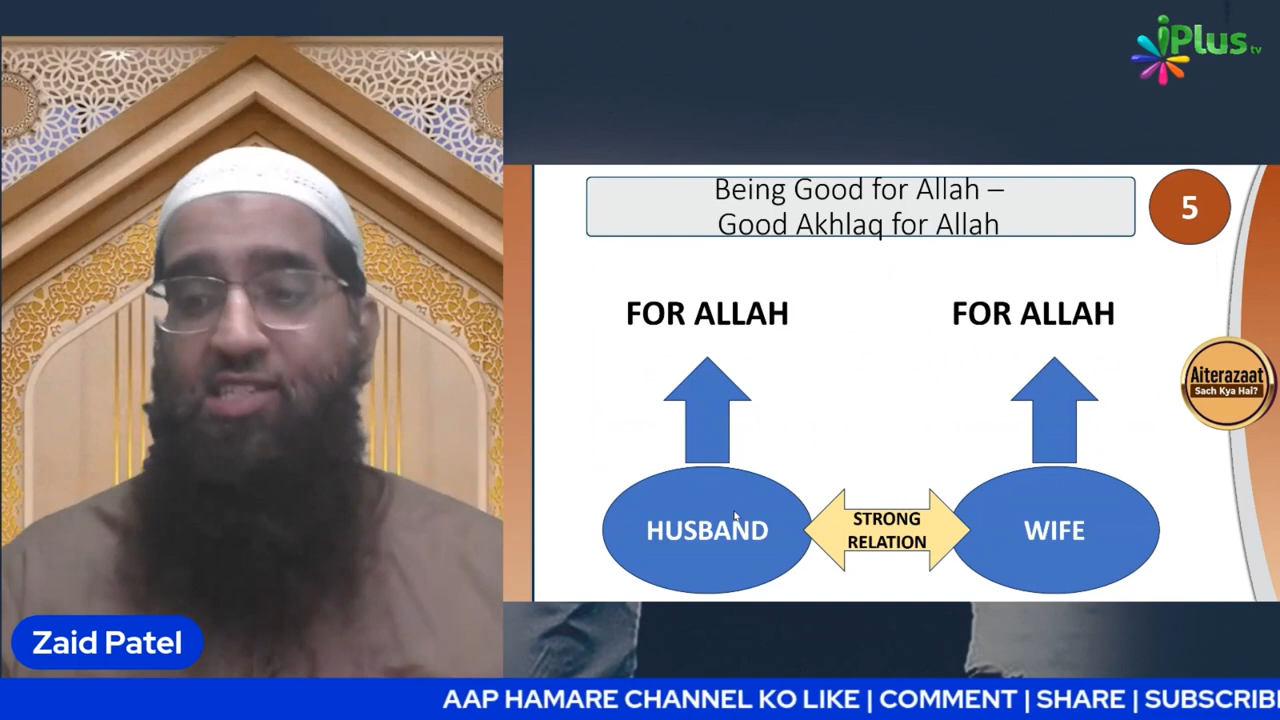 iPlus tv
Being Good for Allah –
Good Akhlaq for Allah
5
FOR ALLAH
FOR ALLAH
Aiterazaat
Sach Kya Hai?
HUSBAND
STRONG
RELATION
WIFE
Zaid Patel
AAP HAMARE CHANNEL KO LIKE | COMMENT | SHARE | SUBSCRIB